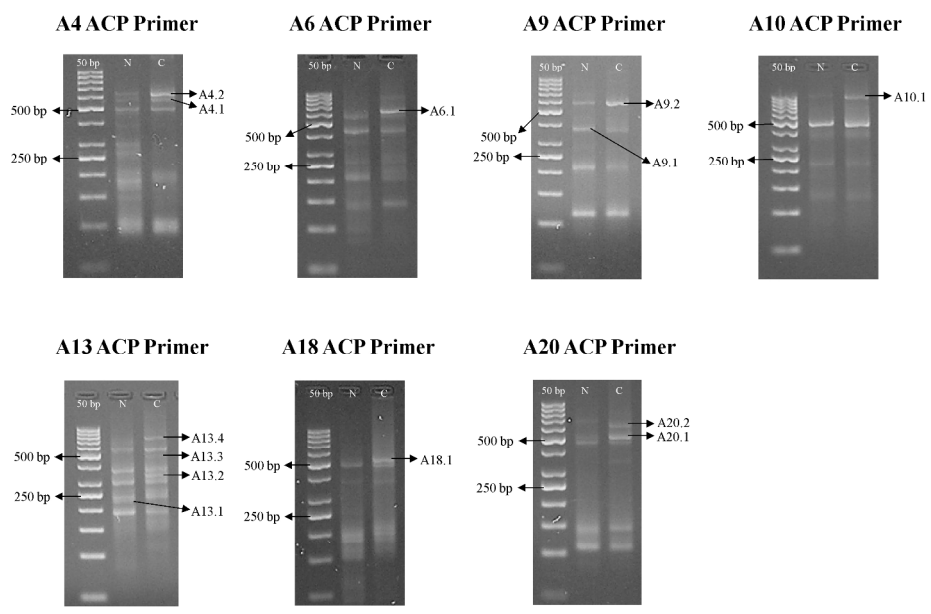 A4 ACP Primer
50 bp N C
A4.2
A4.1
500 bp
250 bp
A6 ACP Primer
50 bp N C
A6.1
500 bp
250 bp
A9 ACP Primer
50 bp N C
A9.2
500 bp
250 bp
A9.1
A10 ACP Primer
50 bp N C
A10.1
500 bp
250 bp
A13 ACP Primer
50 bp N C
A13.4
A13.3
500 bp
A13.2
250 bp
A13.1
A18 ACP Primer
50 bp N C
A18.1
500 bp
250 bp
A20 ACP Primer
50 bp N C
A20.2
A20.1
500 bp
250 bp